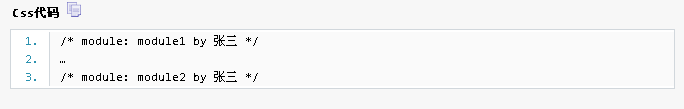 Css代码
1. /* module: module1 by 张三 */
2. …
3. /* module: module2 by 张三 */